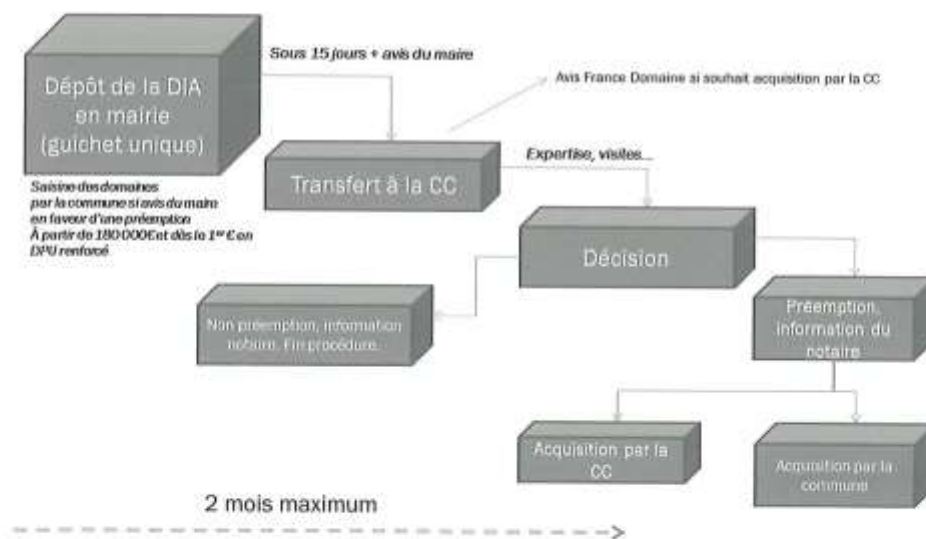 Sous 15 jours + avis du maire
Dépôt de la DIA
en mairie
(guichet unique)
Avis France Domaine si souhait acquisition par la CC
Transfert à la CC
Expertise, visites...
Saisine des domaines
par la commune si avis du maire
en faveur d'une préemption
À partir de 180 000€ et dès le 1er € en
DPU renforcé
Décision
Non préemption, information
notaire. Fin procédure.
Préemption,
information du
notaire
Acquisition par la
CC
Acquisition par la
commune
2 mois maximum